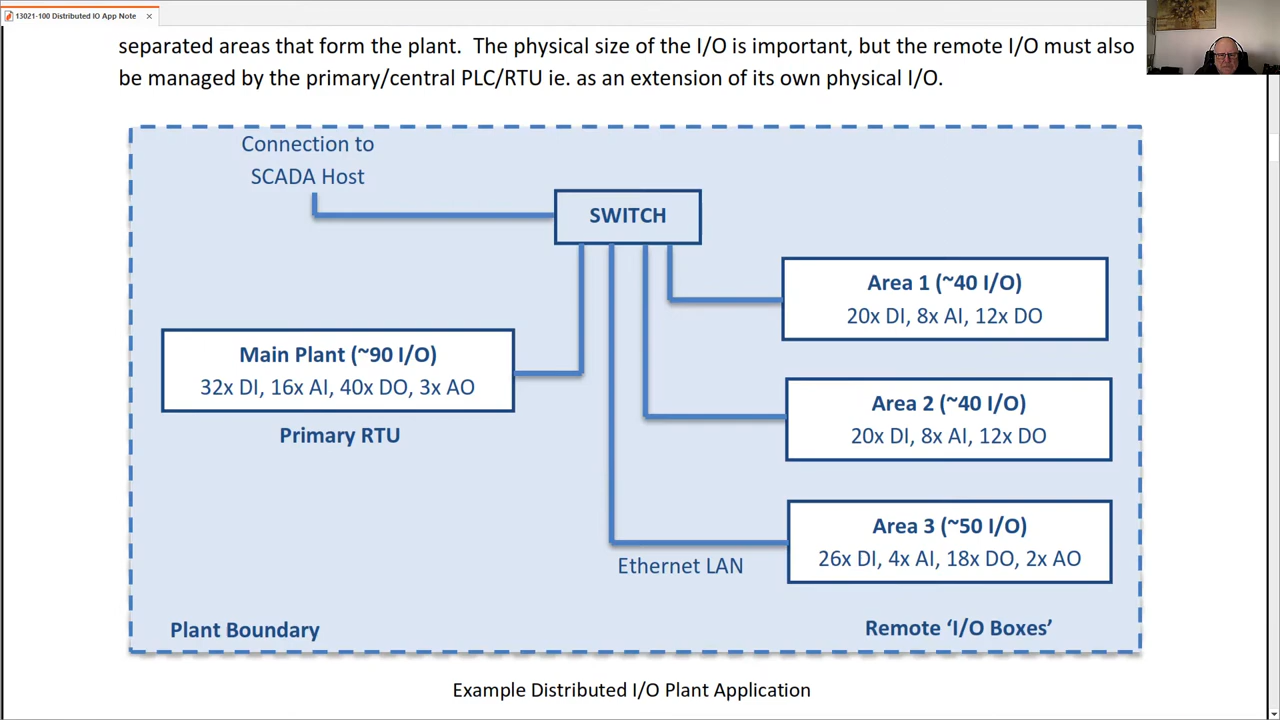 13021-100 Distributed IO App Note
separated areas that form the plant. The physical size of the I/O is important, but the remote I/O must also
be managed by the primary/central PLC/RTU ie. as an extension of its own physical I/O.
Connection to
SCADA Host
SWITCH
Area 1 (~40 I/O)
20x DI, 8x AI, 12x DO
Main Plant (~90 I/O)
32x DI, 16x AI, 40x DO, 3x AO
Primary RTU
Area 2 (~40 I/O)
20x DI, 8x AI, 12x DO
Area 3 (~50 I/O)
26x DI, 4x AI, 18x DO, 2x AO
Ethernet LAN
Plant Boundary
Remote ‘I/O Boxes’
Example Distributed I/O Plant Application